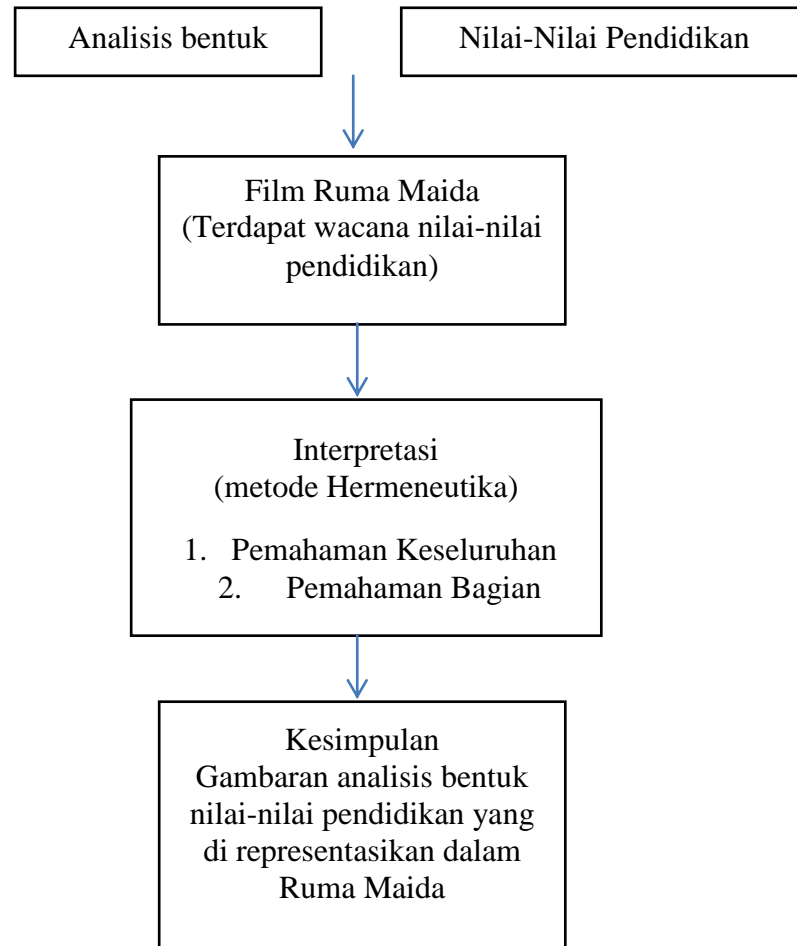 Analisis bentuk
Nilai-Nilai Pendidikan
Film Ruma Maida
(Terdapat wacana nilai-nilai
pendidikan)
Interpretasi
(metode Hermeneutika)
1. Pemahaman Keseluruhan
2. Pemahaman Bagian
Kesimpulan
Gambaran analisis bentuk
nilai-nilai pendidikan yang
di representasikan dalam
Ruma Maida